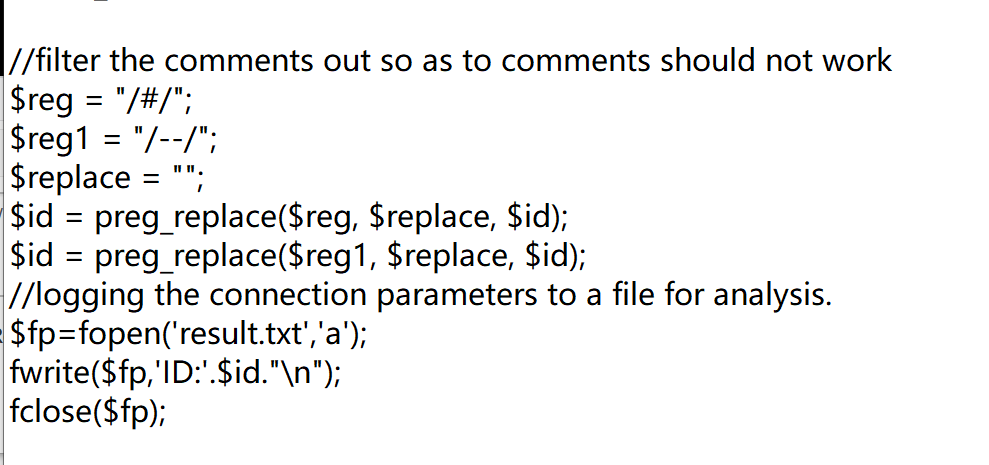 //filter the comments out so as to comments should not work
$reg = "/#/";
$reg1 = "/--/";
$replace = "";
$id = preg_replace($reg, $replace, $id);
$id = preg_replace($reg1, $replace, $id);
//logging the connection parameters to a file for analysis.
$fp=fopen('result.txt','a');
fwrite($fp,'ID:'.$id."\n");
fclose($fp);